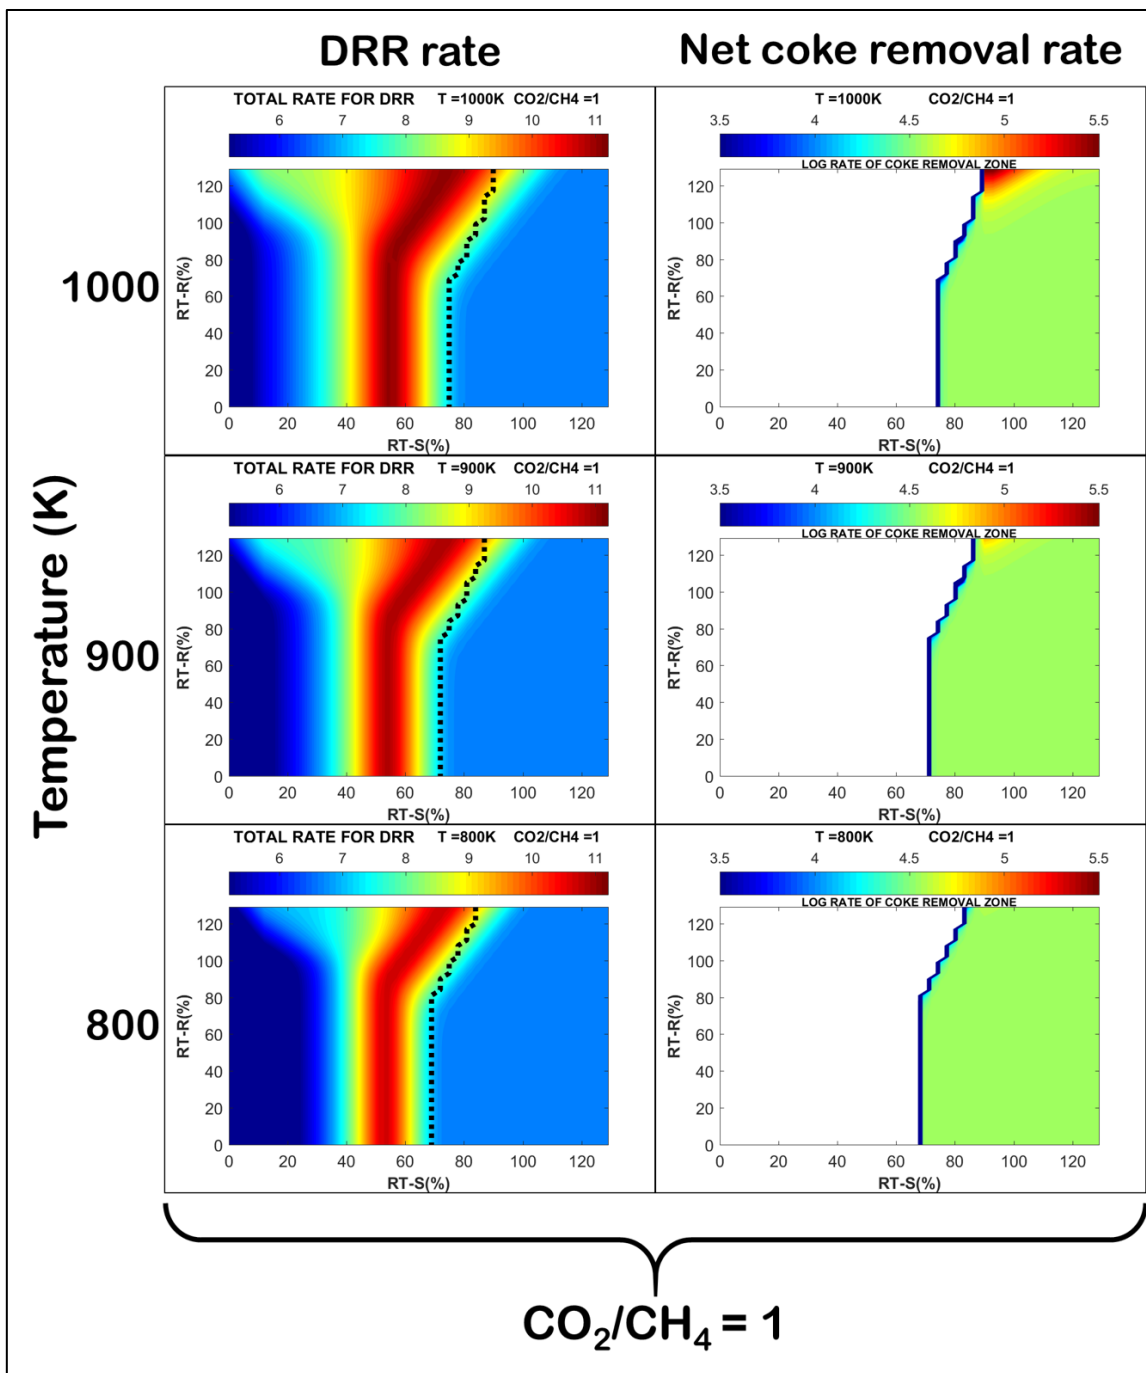 DRR rate
Net coke removal rate
Temperature (K)
1000
TOTAL RATE FOR DRR T =1000K CO2/CH4 =1
6 7 8 9 10 11
RT-R(%)
120
100
80
60
40
20
0
0 20 40 60 80 100 120
RT-S(%)
T =1000K CO2/CH4 =1
3.5 4 4.5 5 5.5
LOG RATE OF COKE REMOVAL ZONE
RT-R(%)
120
100
80
60
40
20
0
0 20 40 60 80 100 120
RT-S(%)
900
TOTAL RATE FOR DRR T =900K CO2/CH4 =1
6 7 8 9 10 11
RT-R(%)
120
100
80
60
40
20
0
0 20 40 60 80 100 120
RT-S(%)
T =900K CO2/CH4 =1
3.5 4 4.5 5 5.5
LOG RATE OF COKE REMOVAL ZONE
RT-R(%)
120
100
80
60
40
20
0
0 20 40 60 80 100 120
RT-S(%)
800
TOTAL RATE FOR DRR T =800K CO2/CH4 =1
6 7 8 9 10 11
RT-R(%)
120
100
80
60
40
20
0
0 20 40 60 80 100 120
RT-S(%)
T =800K CO2/CH4 =1
3.5 4 4.5 5 5.5
LOG RATE OF COKE REMOVAL ZONE
RT-R(%)
120
100
80
60
40
20
0
0 20 40 60 80 100 120
RT-S(%)
CO₂/CH₄ = 1